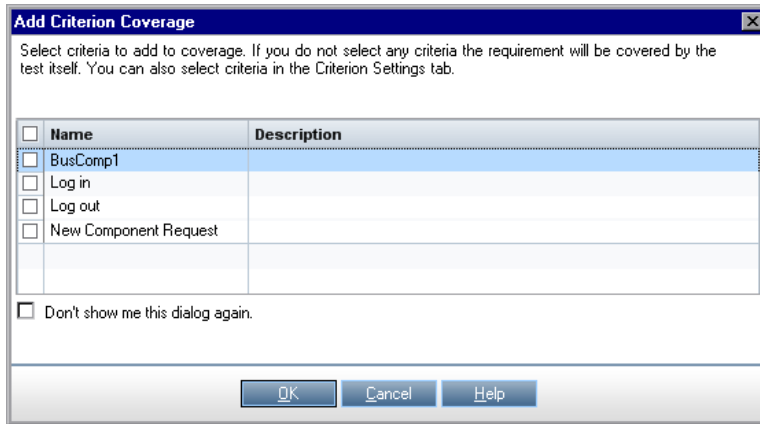 Add Criterion Coverage
Select criteria to add to coverage. If you do not select any criteria the requirement will be covered by the
test itself. You can also select criteria in the Criterion Settings tab.
Name Description
BusComp1
Log in
Log out
New Component Request
Don't show me this dialog again.
OK Cancel Help